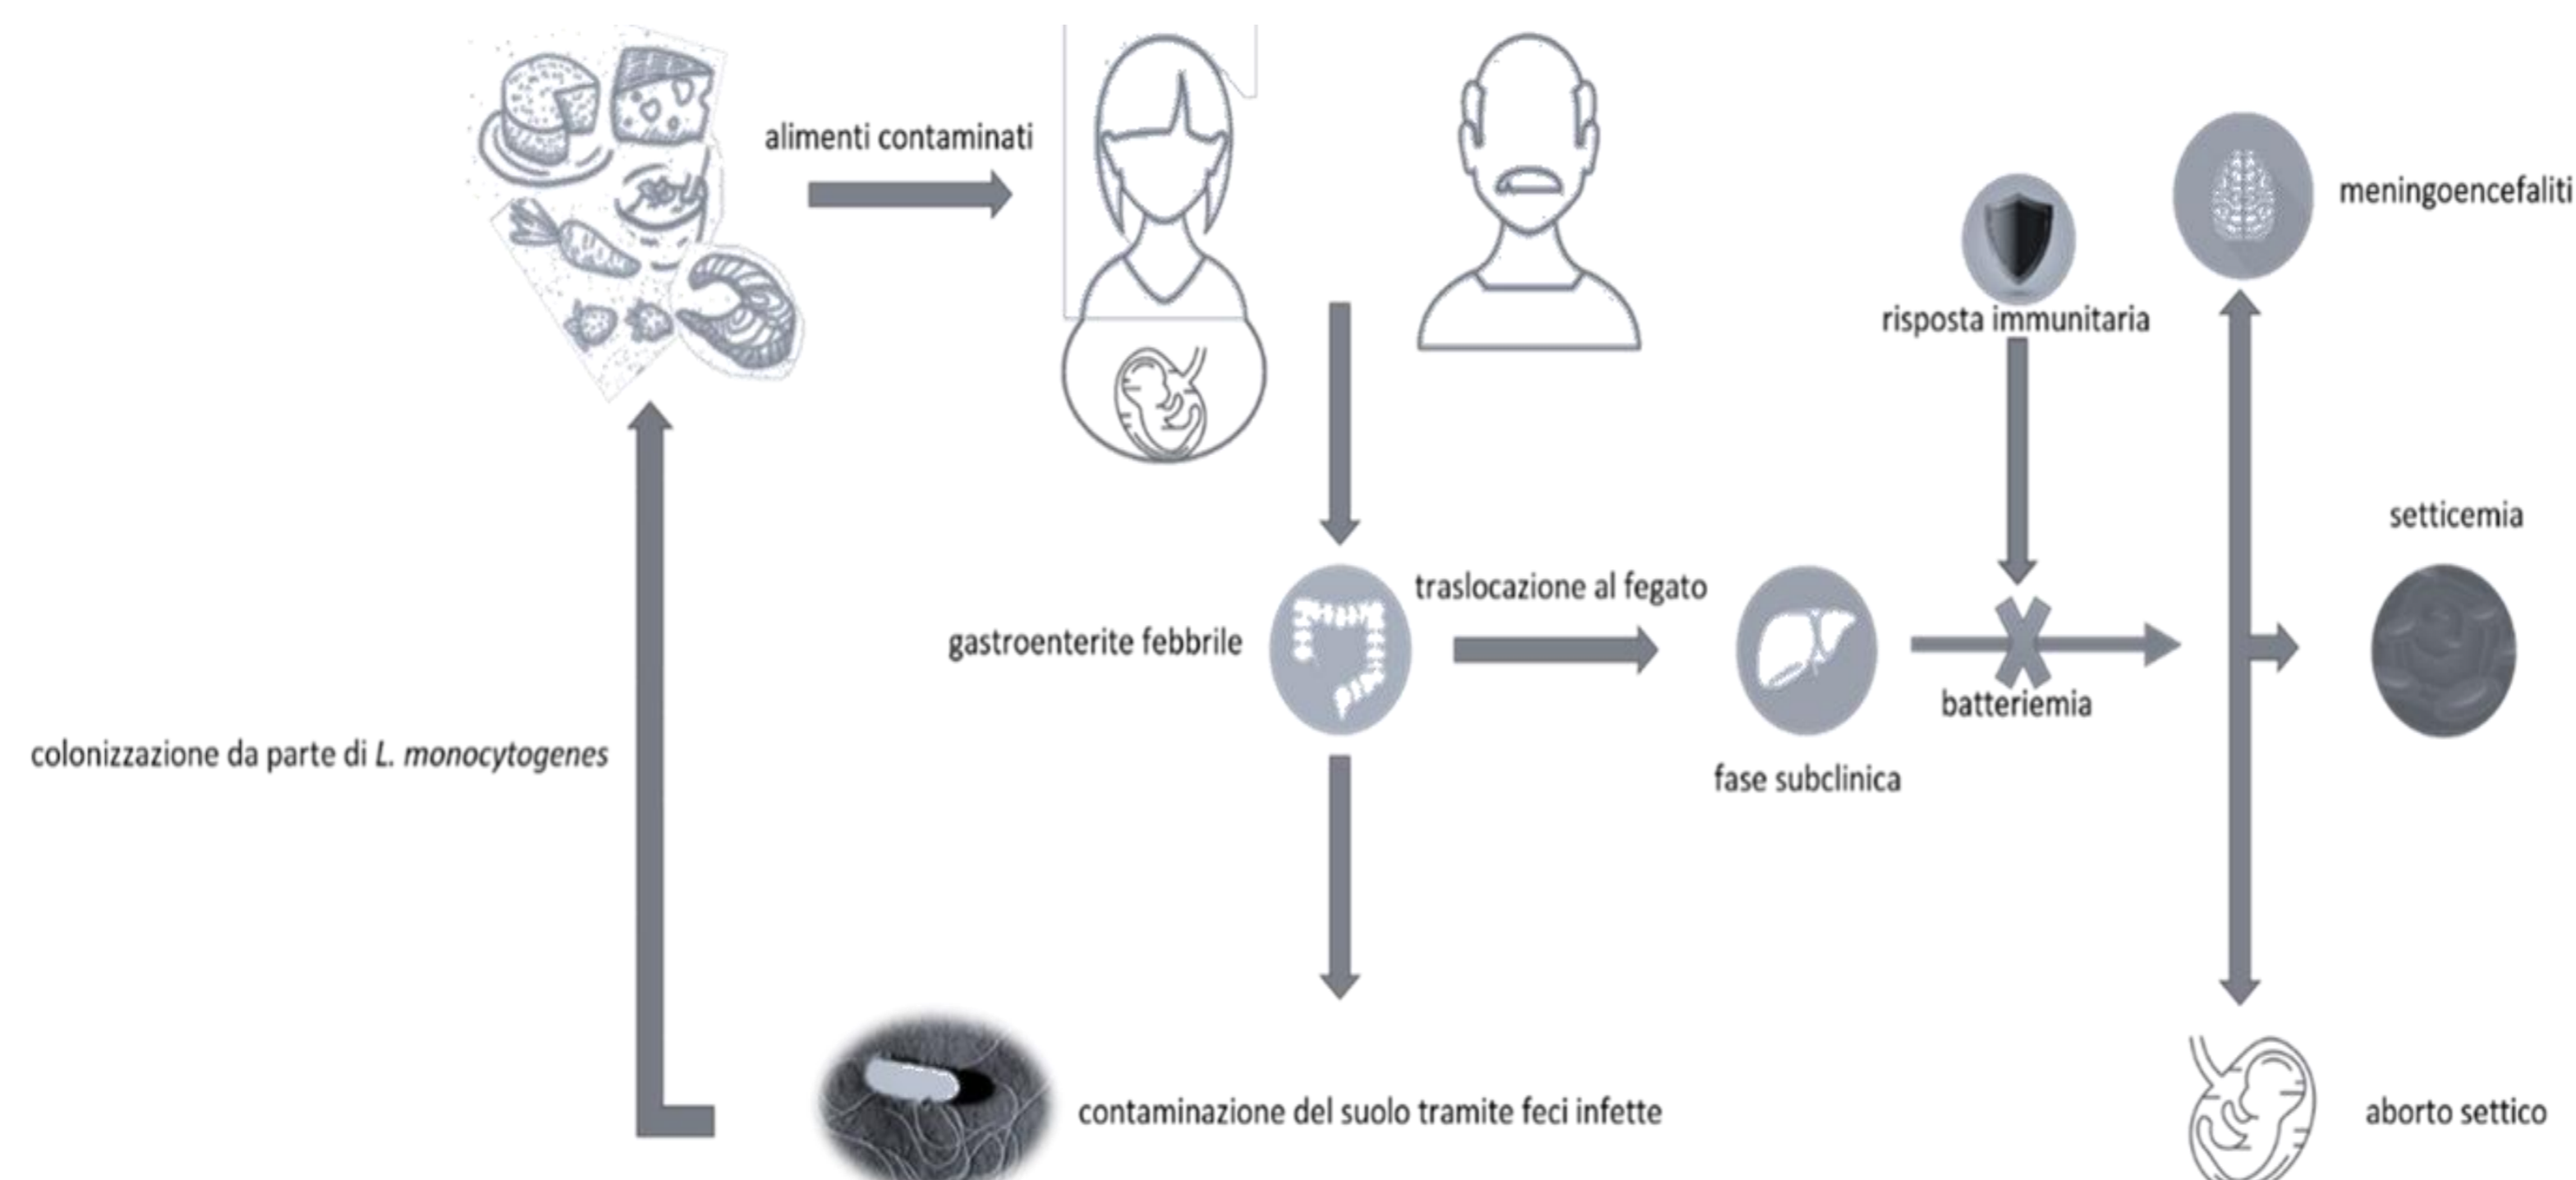 alimenti contaminati
meningoencefaliti
risposta immunitaria
setticemia
traslocazione al fegato
gastroenterite febbrile
batteriemia
colonizzazione da parte di L. monocytogenes
fase subclinica
contaminazione del suolo tramite feci infette
aborto settico